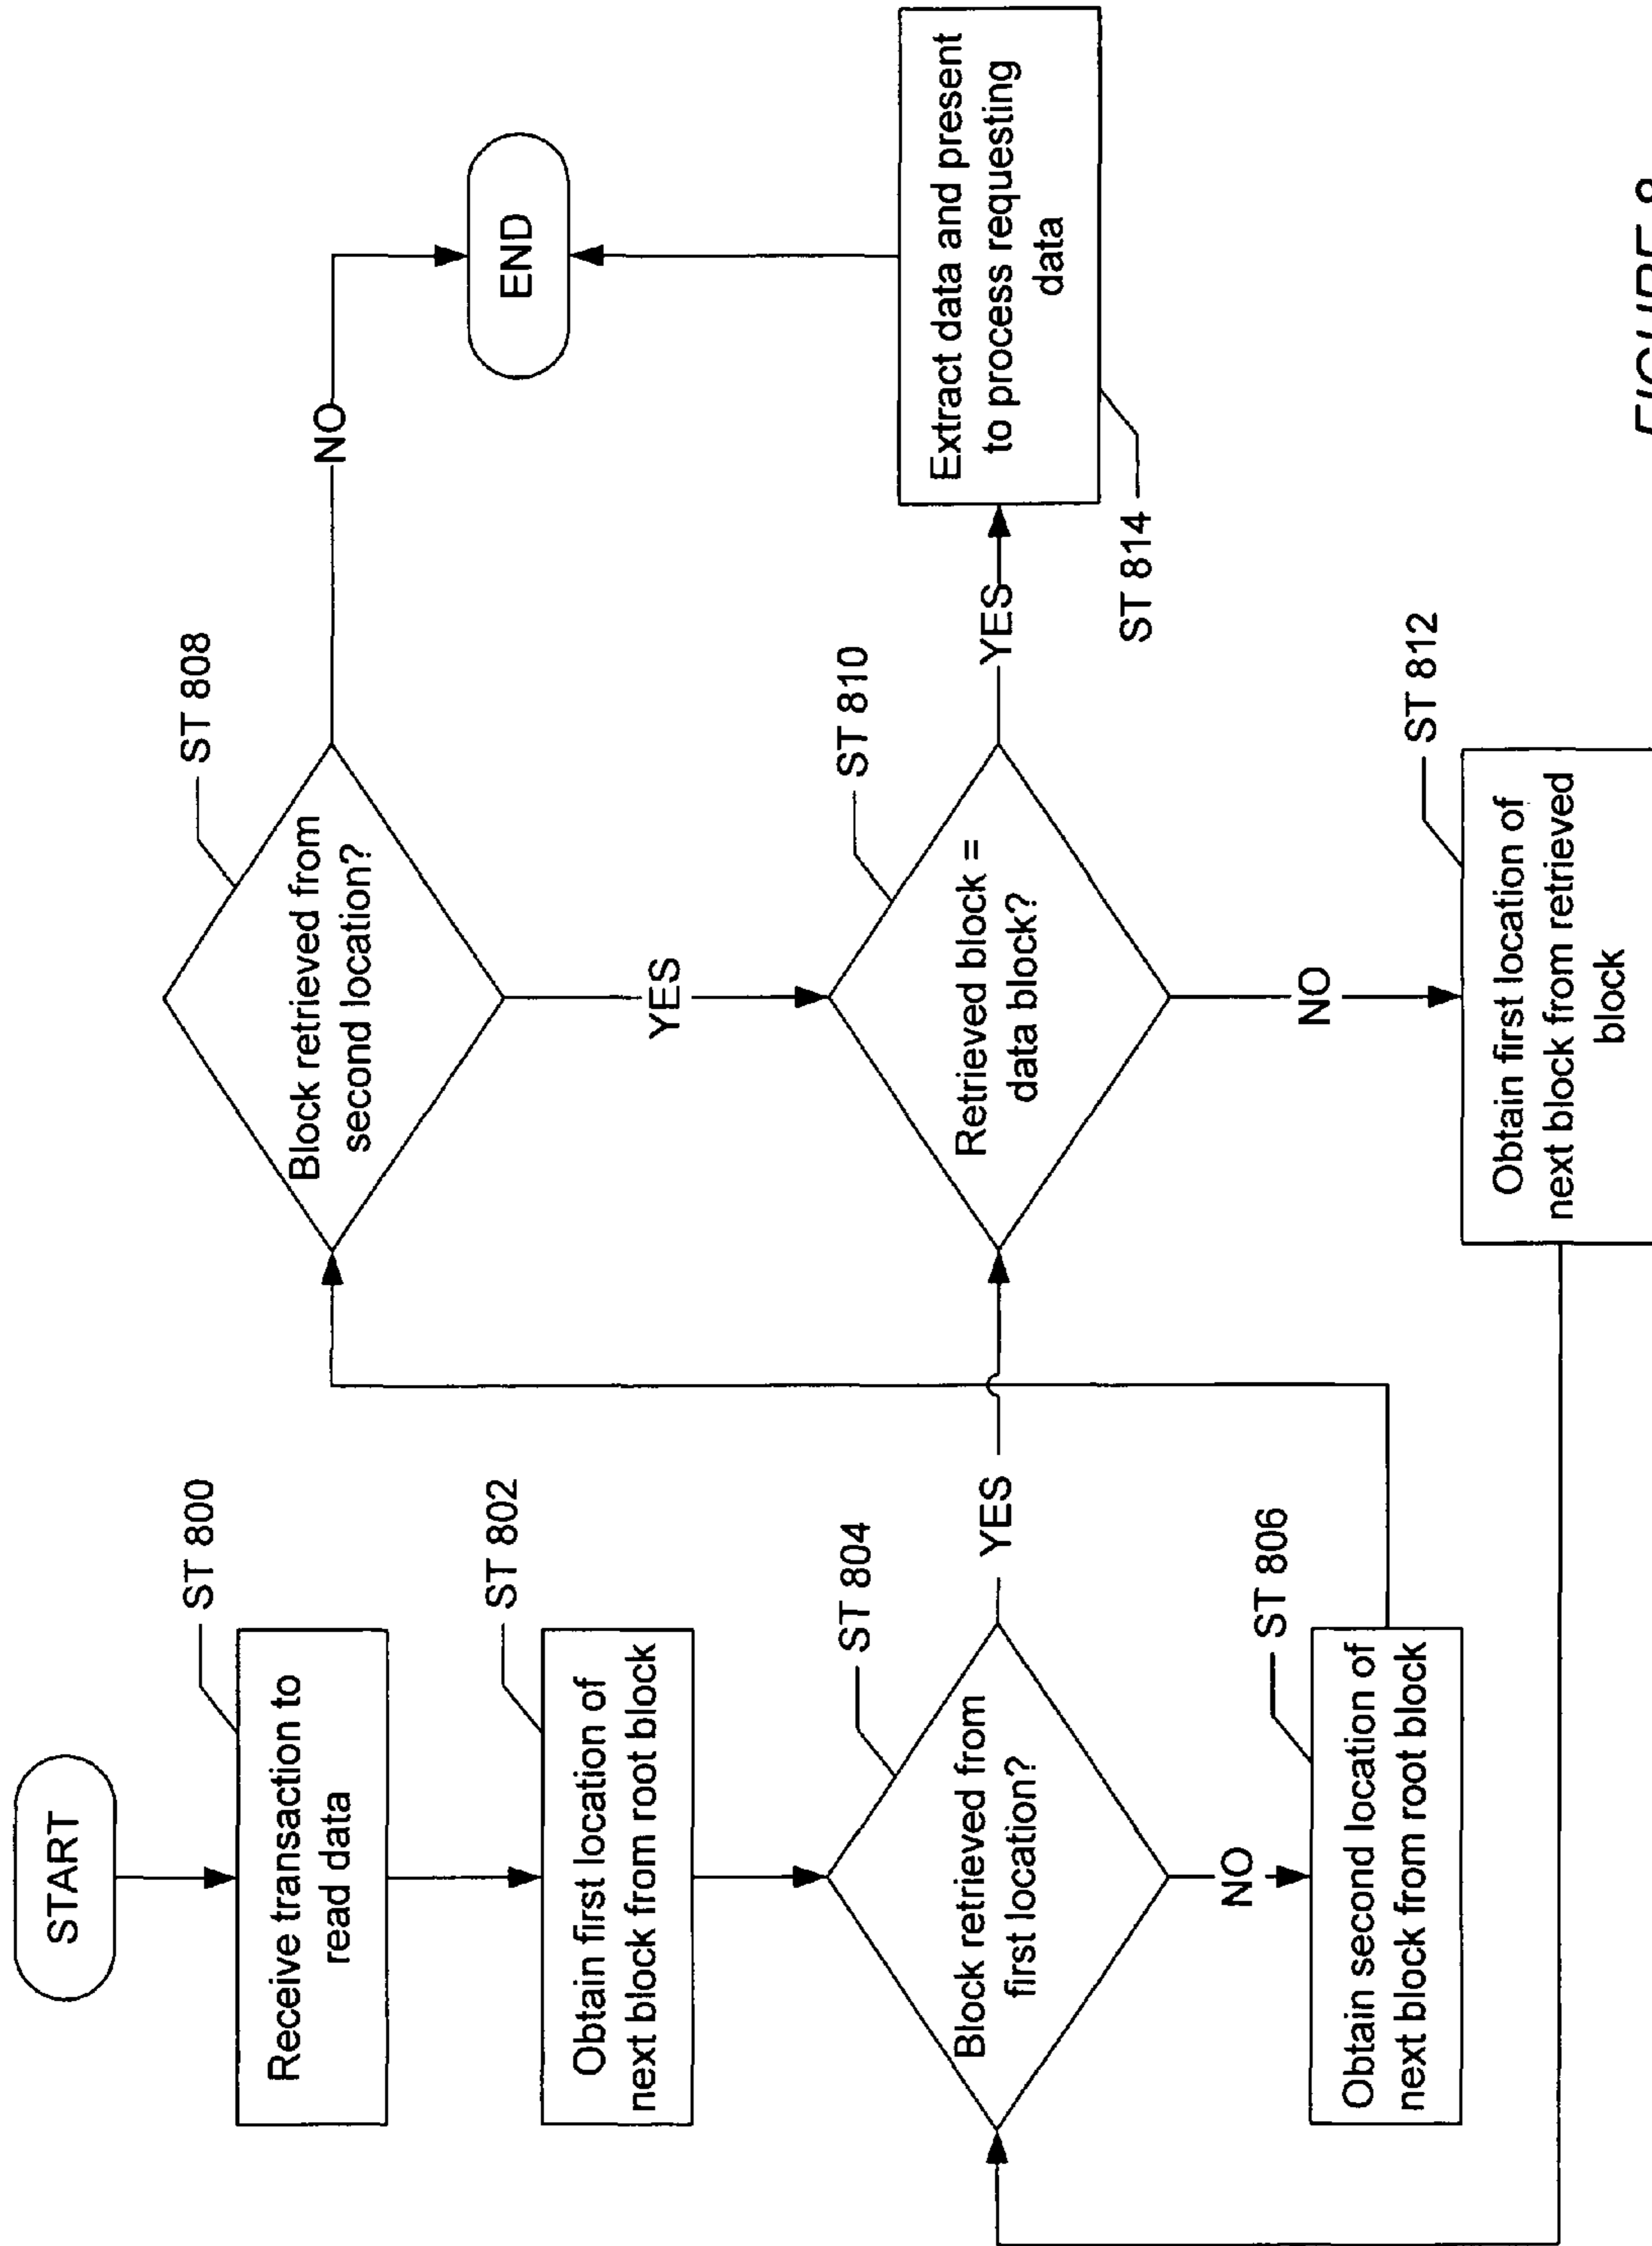 START
ST 800
Receive transaction to
read data
ST 802
Obtain first location of
next block from root block
ST 804
Block retrieved from
first location?
YES
NO
ST 806
Obtain second location of
next block from root block
ST 808
Block retrieved from
second location?
NO
YES
ST 810
Retrieved block =
data block?
YES
NO
ST 812
Obtain first location of
next block from retrieved
block
END
Extract data and present
to process requesting
data
ST 814
FIGURE 8